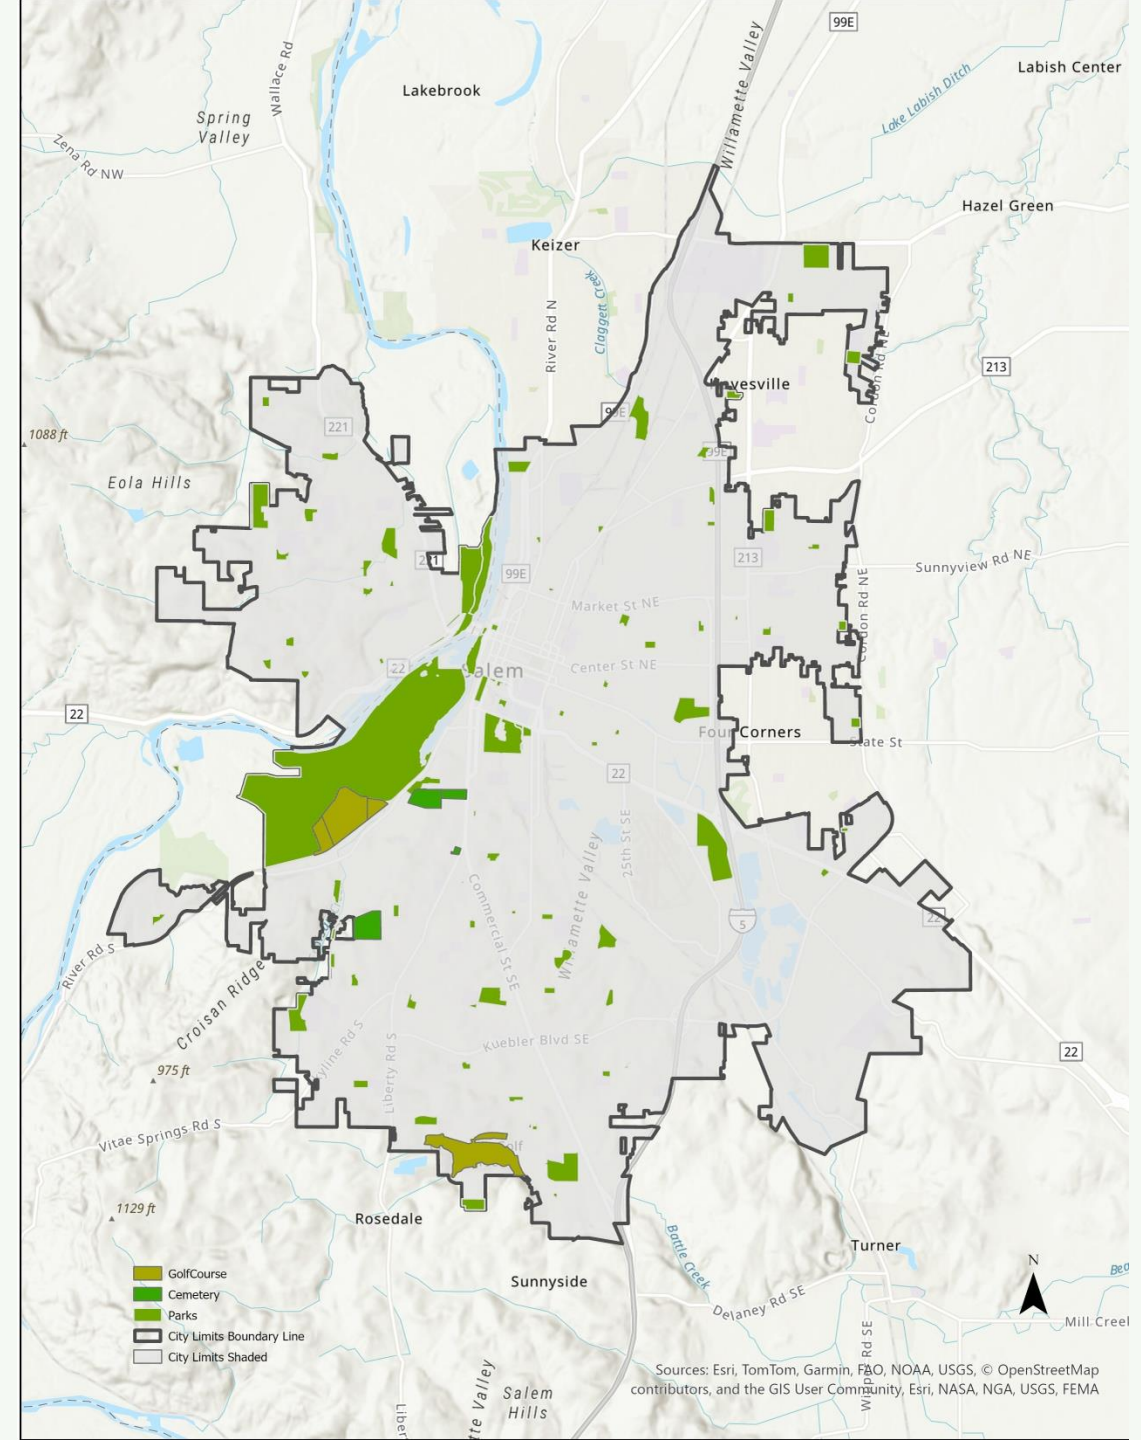 99E
Willamette Valley
Labish Center
Lakebrook
Wallace Rd
Spring
Valley
Lake Labish Ditch
Zena Rd NW
Hazel Green
Keizer
Claggett Creek
River Rd N
213
Cordon Rd NE
221
1088 ft
Eola Hills
99E
213
221
99E
Sunnyview Rd NE
Cordon Rd NE
Market St NE
Center St NE
22
Salem
22
Four Corners
State St
22
25th St SE
Willamette Valley
Commercial St SE
5
22
River Rd S
Croisan Ridge
Kuebler Blvd SE
Liberty Rd S
22
975 ft
Vitae Springs Rd S
Golf
1129 ft
Rosedale
Battle Creek
Turner
Sunnyside
N
Delaney Rd SE
Mill Creek
GolfCourse
Cemetery
Parks
City Limits Boundary Line
City Limits Shaded
Salem
Hills
Sources: Esri, TomTom, Garmin, FAO, NOAA, USGS, © OpenStreetMap
contributors, and the GIS User Community, Esri, NASA, NGA, USGS, FEMA